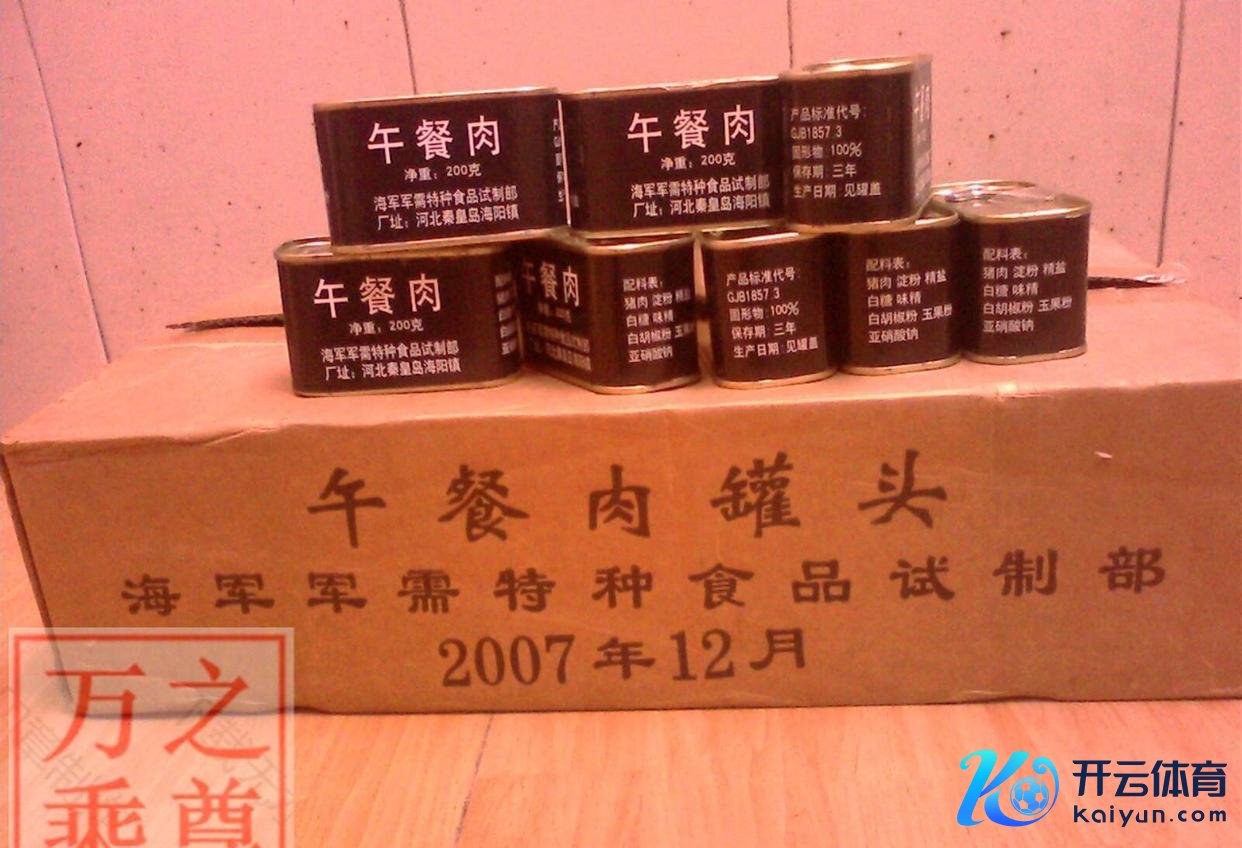 午餐肉
净重：200克
海军军需特种食品试制部
厂址：河北秦皇岛海阳镇
午餐肉
净重：200克
海军军需特种食品试制部
厂址：河北秦皇岛海阳镇
产品标准代号：
GJB1857 3
固形物：100%
保存期：三年
生产日期：见罐盖
午餐肉
净重：200克
海军军需特种食品试制部
厂址：河北秦皇岛海阳镇
午餐肉
配料表：
猪肉 淀粉 精盐
白糖 味精
白胡椒粉 玉果粉
亚硝酸钠
产品标准代号：
GJB1857 3
固形物：100%
保存期：三年
生产日期：见罐盖
配料表：
猪肉 淀粉 精盐
白糖 味精
白胡椒粉 玉果粉
亚硝酸钠
配料表：
猪肉 淀粉 精盐
白糖 味精
白胡椒粉 玉果粉
亚硝酸钠
午餐肉罐头
海军军需特种食品试制部
2007年12月
万之
乘尊
开云体育
Kaiyun.com